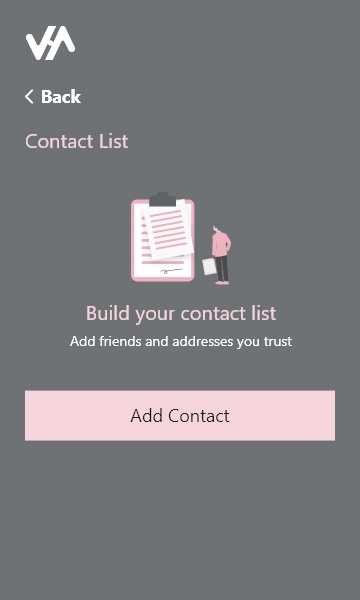 Back
Contact List
Build your contact list
Add friends and addresses you trust
Add Contact